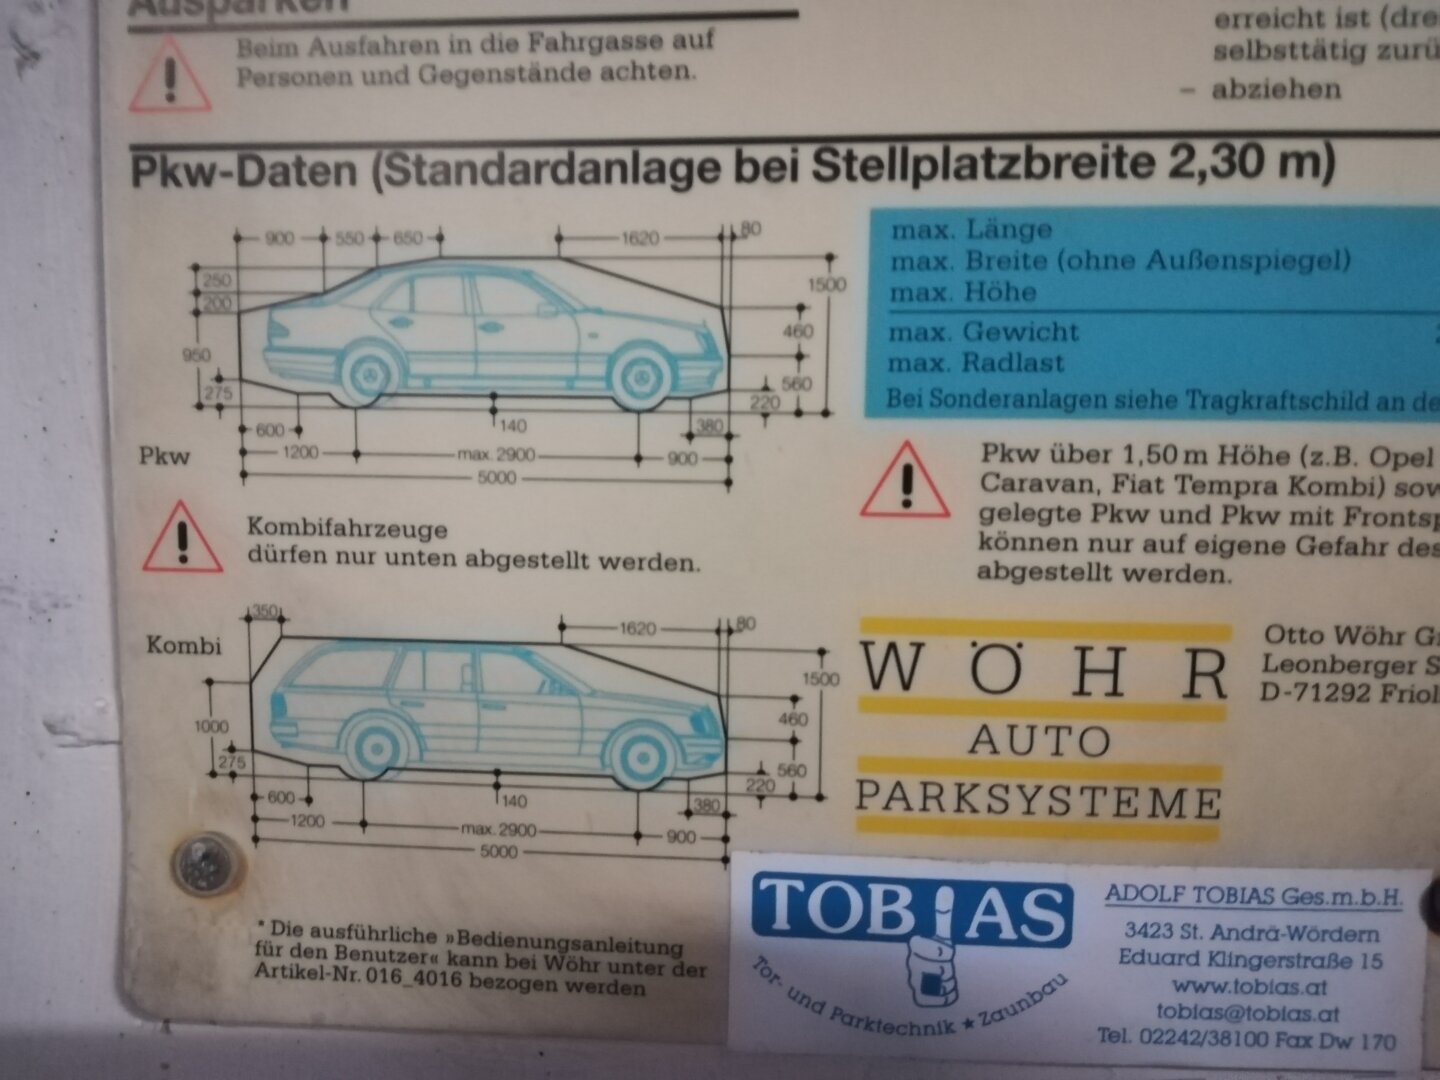 Ausparken
Beim Ausfahren in die Fahrgasse auf
Personen und Gegenstände achten.
erreicht ist (dre
selbsttätig zurü
– abziehen
Pkw-Daten (Standardanlage bei Stellplatzbreite 2,30 m)
900 550 650 1620 80
250
200
950
275
1500
460
560
220
140
600
380
1200 max. 2900 900
5000
Pkw
max. Länge
max. Breite (ohne Außenspiegel)
max. Höhe
max. Gewicht
max. Radlast
Bei Sonderanlagen siehe Tragkraftschild an de
Kombifahrzeuge
dürfen nur unten abgestellt werden.
Pkw über 1,50 m Höhe (z.B. Opel
Caravan, Fiat Tempra Kombi) sow
gelegte Pkw und Pkw mit Frontsp
können nur auf eigene Gefahr des
abgestellt werden.
Kombi
350 1620 80
1000
275
1500
460
560
220
140
600
380
1200 max. 2900 900
5000
WÖHR
AUTO
PARKSYSTEME
Otto Wöhr G
Leonberger S
D-71292 Friol
* Die ausführliche »Bedienungsanleitung
für den Benutzer« kann bei Wöhr unter der
Artikel-Nr. 016_4016 bezogen werden
TOBIAS
Tor- und Parktechnik ★ Zaunbau
ADOLF TOBIAS Ges.m.b.H.
3423 St. Andrä-Wördern
Eduard Klingerstraße 15
www.tobias.at
tobias@tobias.at
Tel. 02242/38100 Fax Dw 170